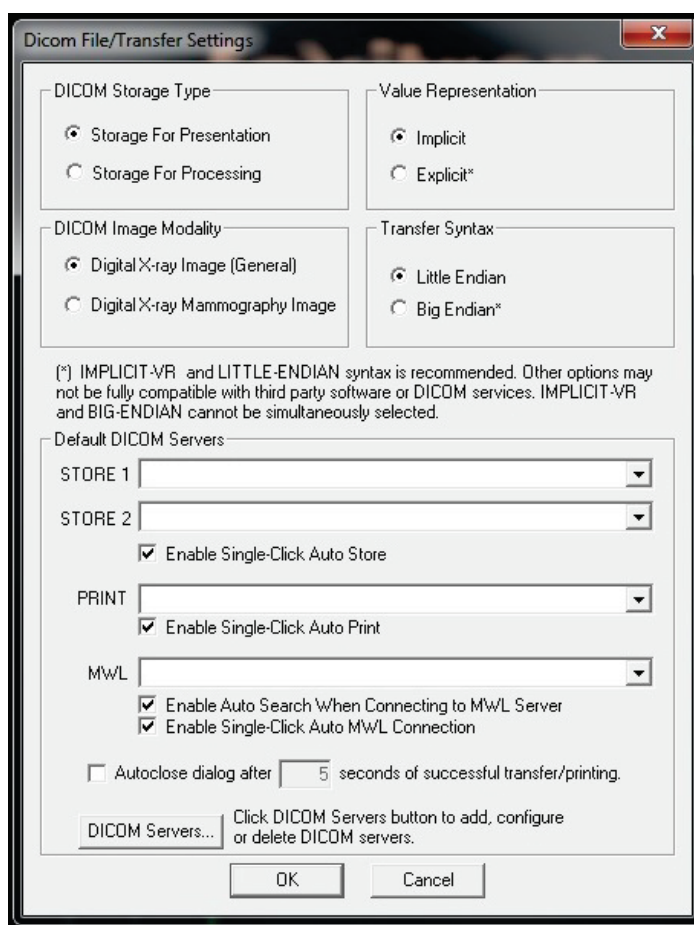 Dicom File/Transfer Settings
DICOM Storage Type
Storage For Presentation
Storage For Processing
Value Representation
Implicit
Explicit*
DICOM Image Modality
Digital X-ray Image (General)
Digital X-ray Mammography Image
Transfer Syntax
Little Endian
Big Endian*
(*) IMPLICIT-VR and LITTLE-ENDIAN syntax is recommended. Other options may
not be fully compatible with third party software or DICOM services. IMPLICIT-VR
and BIG-ENDIAN cannot be simultaneously selected.
Default DICOM Servers
STORE 1
STORE 2
Enable Single-Click Auto Store
PRINT
Enable Single-Click Auto Print
MWL
Enable Auto Search When Connecting to MWL Server
Enable Single-Click Auto MWL Connection
Autoclose dialog after 5 seconds of successful transfer/printing.
DICOM Servers...
Click DICOM Servers button to add, configure
or delete DICOM servers.
OK
Cancel